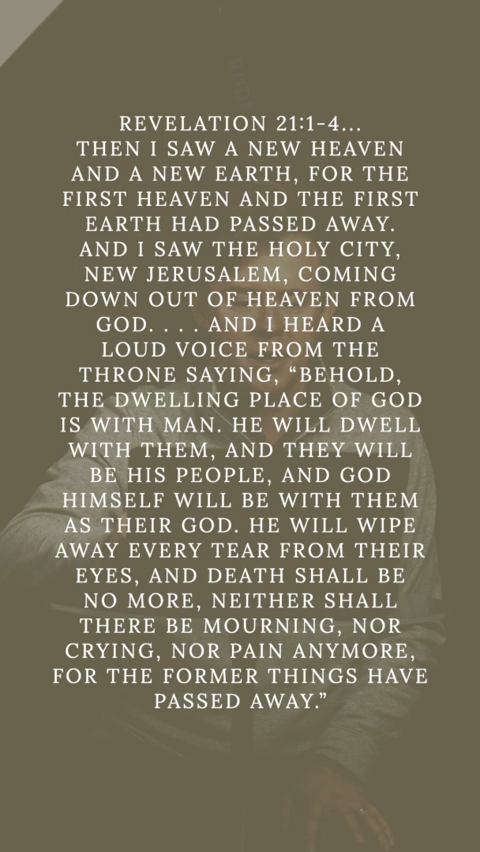 REVELATION 21:1-4...
THEN I SAW A NEW HEAVEN
AND A NEW EARTH, FOR THE
FIRST HEAVEN AND THE FIRST
EARTH HAD PASSED AWAY.
AND I SAW THE HOLY CITY,
NEW JERUSALEM, COMING
DOWN OUT OF HEAVEN FROM
GOD. . . . AND I HEARD A
LOUD VOICE FROM THE
THRONE SAYING, “BEHOLD,
THE DWELLING PLACE OF GOD
IS WITH MAN. HE WILL DWELL
WITH THEM, AND THEY WILL
BE HIS PEOPLE, AND GOD
HIMSELF WILL BE WITH THEM
AS THEIR GOD. HE WILL WIPE
AWAY EVERY TEAR FROM THEIR
EYES, AND DEATH SHALL BE
NO MORE, NEITHER SHALL
THERE BE MOURNING, NOR
CRYING, NOR PAIN ANYMORE,
FOR THE FORMER THINGS HAVE
PASSED AWAY.”